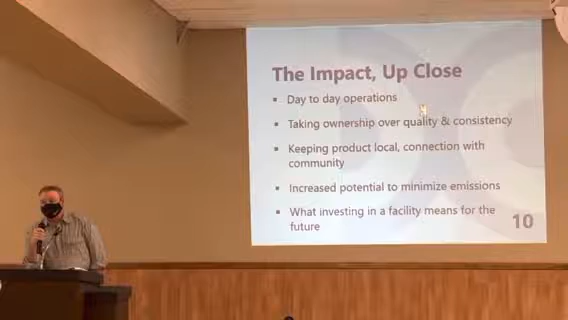 The Impact, Up Close
▪ Day to day operations
▪ Taking ownership over quality & consistency
▪ Keeping product local, connection with
community
▪ Increased potential to minimize emissions
▪ What investing in a facility means for the
future
10